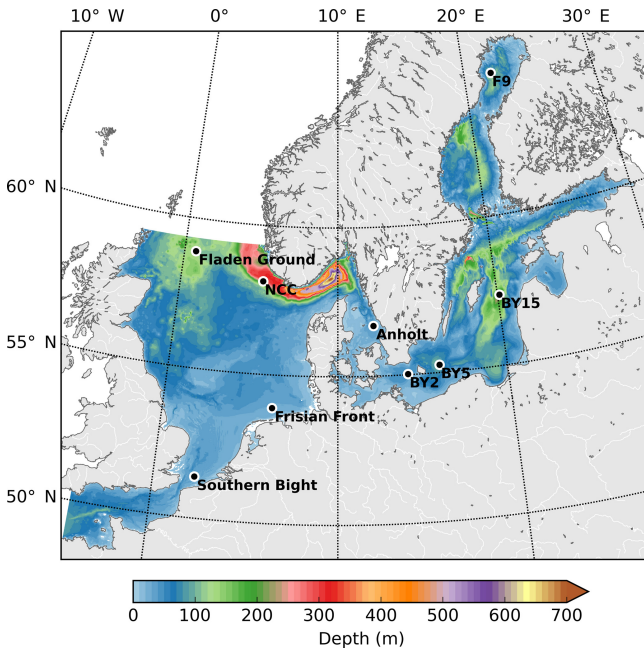 10° W 0° 10° E 20° E 30° E
F9
60° N
Fladen Ground
NCC
BY15
55° N
Anholt
BY5
BY2
Frisian Front
Southern Bight
50° N
0 100 200 300 400 500 600 700
Depth (m)